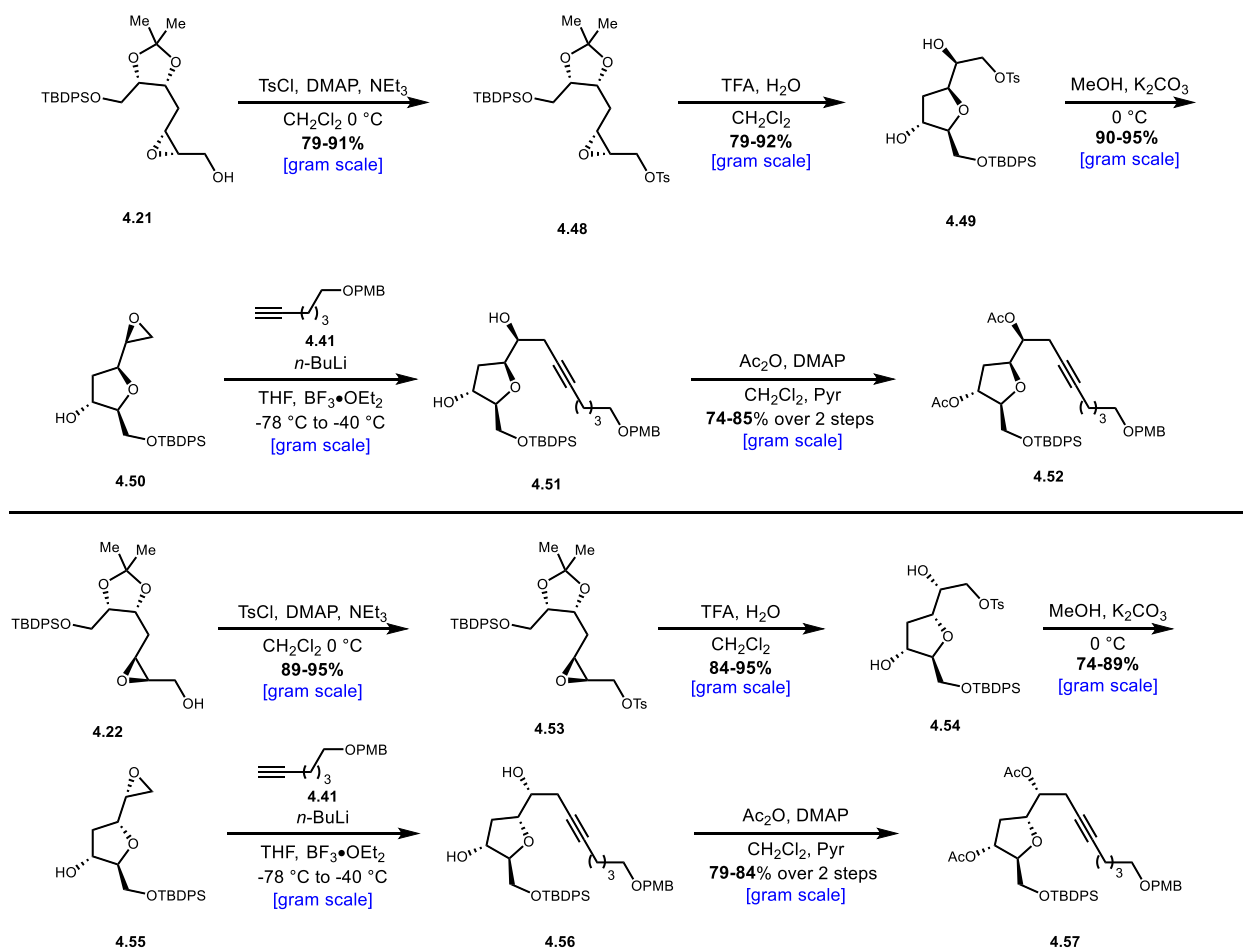 Me Me
O O
TBDPSO
O
OH
4.21
TsCl, DMAP, NEt₃
CH₂Cl₂ 0 °C
79-91%
[gram scale]
Me Me
O O
TBDPSO
O
OTs
4.48
TFA, H₂O
CH₂Cl₂
79-92%
[gram scale]
HO
OTs
O
HO
OTBDPS
4.49
MeOH, K₂CO₃
0 °C
90-95%
[gram scale]
O
O
HO
OTBDPS
4.50
OPMB
( )₃
4.41
n-BuLi
THF, BF₃•OEt₂
-78 °C to -40 °C
[gram scale]
HO
O
HO
( )₃
OTBDPS
OPMB
4.51
Ac₂O, DMAP
CH₂Cl₂, Pyr
74-85% over 2 steps
[gram scale]
AcO
O
AcO
( )₃
OTBDPS
OPMB
4.52
Me Me
O O
TBDPSO
O
OH
4.22
TsCl, DMAP, NEt₃
CH₂Cl₂ 0 °C
89-95%
[gram scale]
Me Me
O O
TBDPSO
O
OTs
4.53
TFA, H₂O
CH₂Cl₂
84-95%
[gram scale]
HO
OTs
O
HO
OTBDPS
4.54
MeOH, K₂CO₃
0 °C
74-89%
[gram scale]
O
O
HO
OTBDPS
4.55
OPMB
( )₃
4.41
n-BuLi
THF, BF₃•OEt₂
-78 °C to -40 °C
[gram scale]
HO
O
HO
( )₃
OTBDPS
OPMB
4.56
Ac₂O, DMAP
CH₂Cl₂, Pyr
79-84% over 2 steps
[gram scale]
AcO
O
AcO
( )₃
OTBDPS
OPMB
4.57